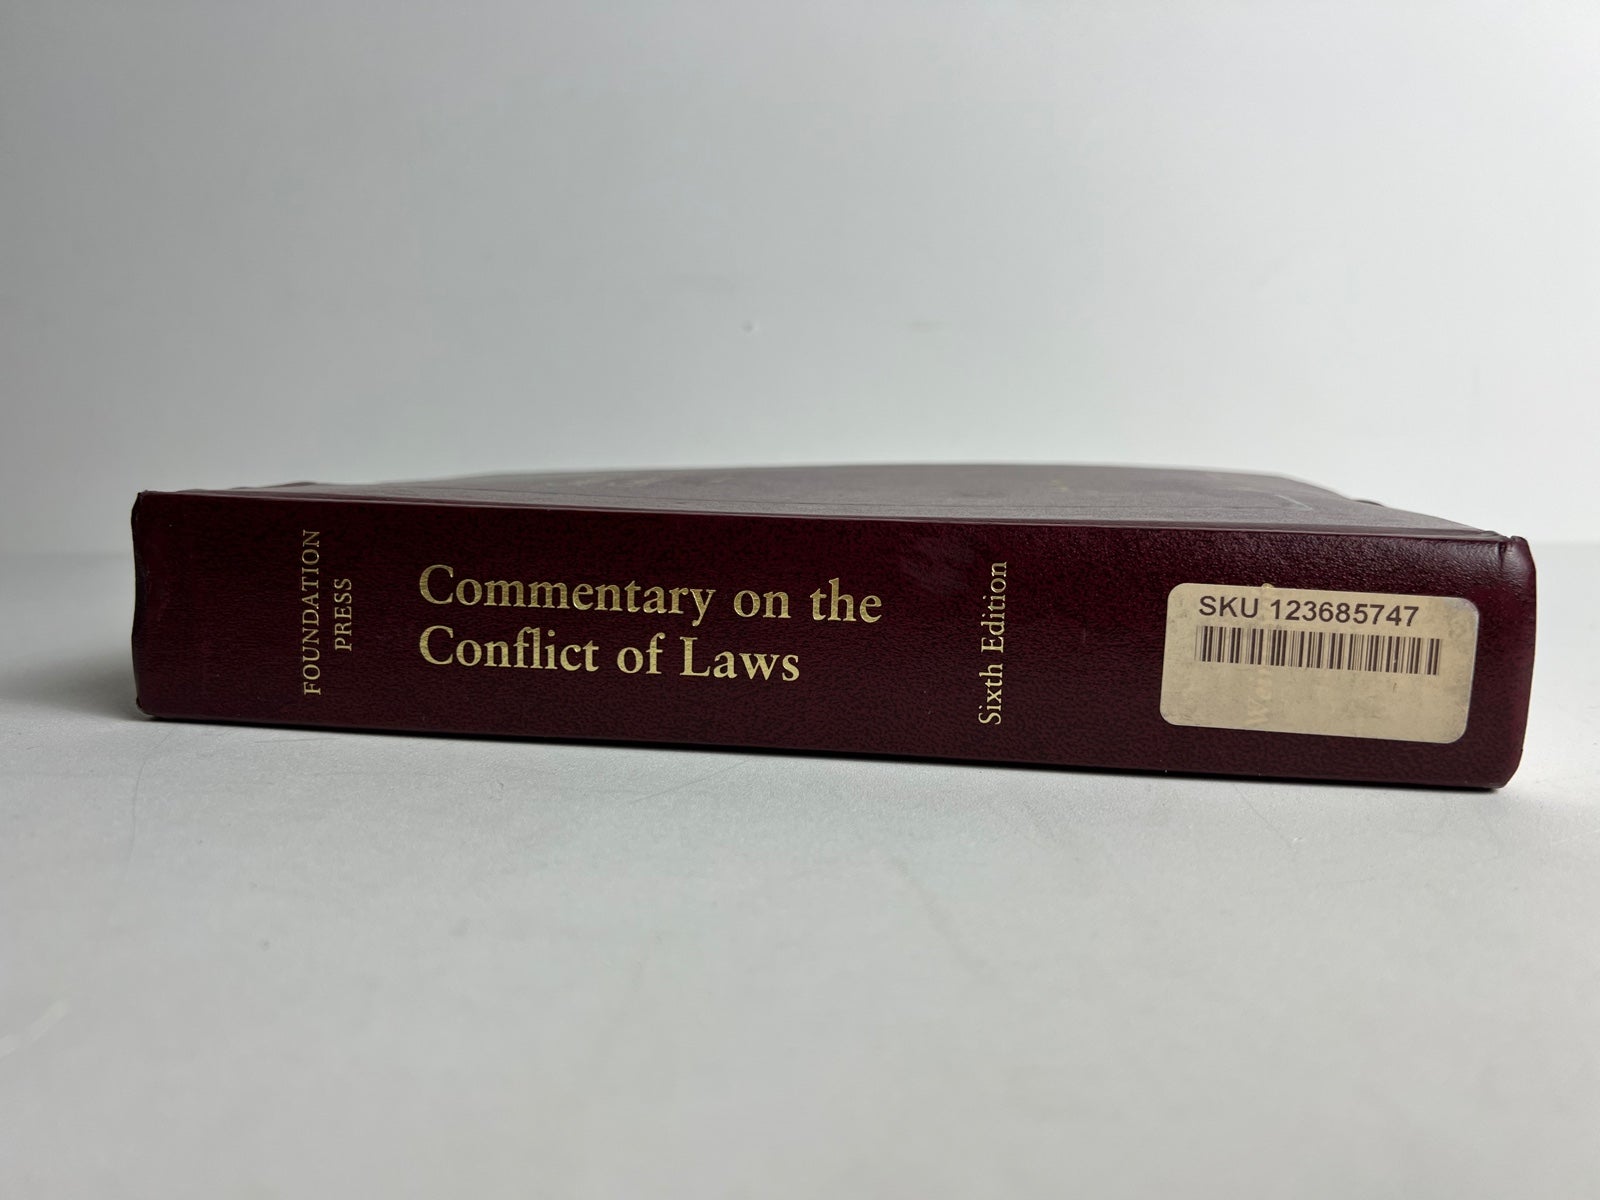 FOUNDATION
PRESS
Commentary on the
Conflict of Laws
Sixth Edition
SKU 123685747